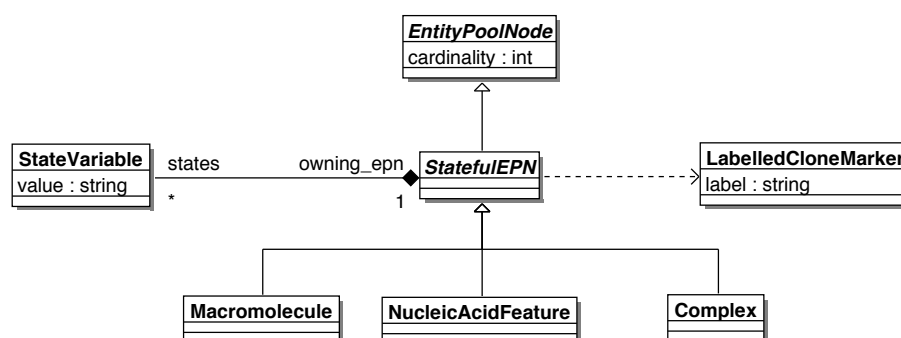 EntityPoolNode
cardinality : int
StateVariable
value : string
states
*
owning_epn
1
StatefulEPN
LabelledCloneMarker
label : string
Macromolecule
NucleicAcidFeature
Complex